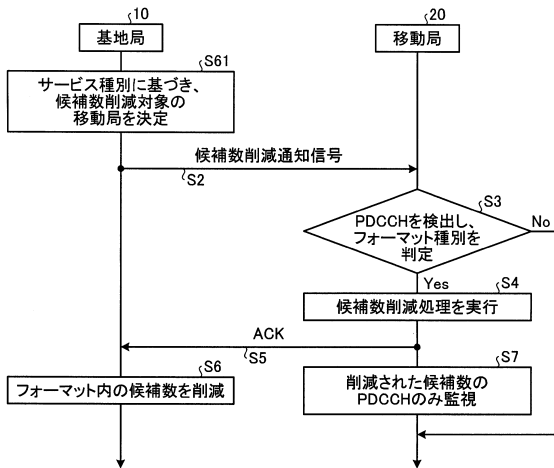 10
基地局
20
移動局
S61
サービス種別に基づき、
候補数削減対象の
移動局を決定
候補数削減通知信号
S2
S3
PDCCHを検出し、
フォーマット種別を
判定
No
Yes
S4
候補数削減処理を実行
ACK
S5
S6
フォーマット内の候補数を削減
S7
削減された候補数の
PDCCHのみ監視